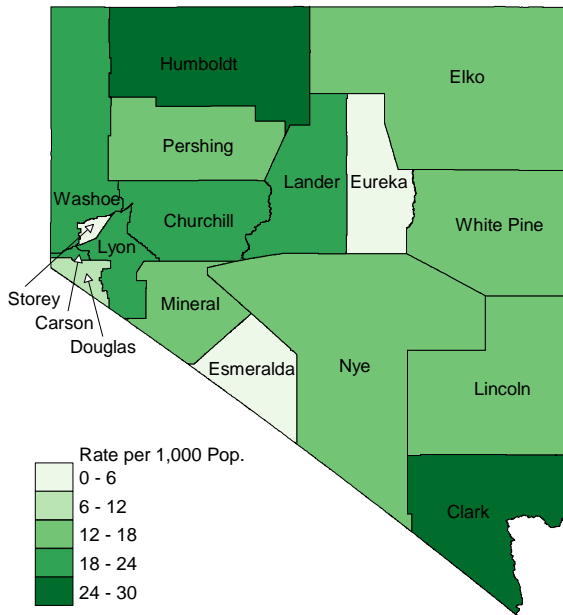 Humboldt
Elko
Pershing
Lander
Eureka
Washoe
Churchill
White Pine
Lyon
Storey
Carson
Mineral
Douglas
Esmeralda
Nye
Lincoln
Rate per 1,000 Pop.
0 - 6
6 - 12
12 - 18
18 - 24
24 - 30
Clark